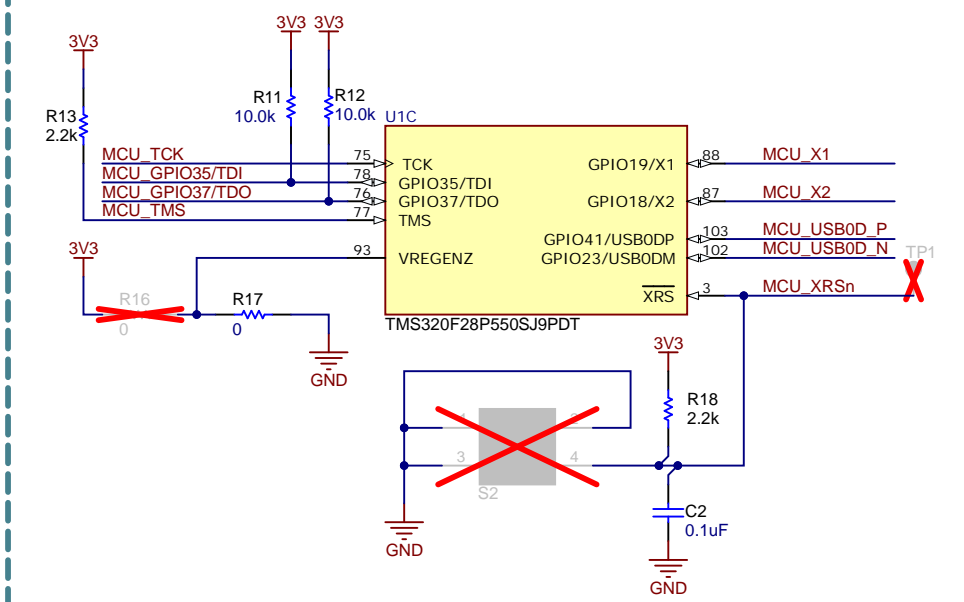 3V3 3V3
3V3
R13
2.2k
R11
10.0k
R12
10.0k
U1C
MCU_TCK
MCU_GPIO35/TDI
MCU_GPIO37/TDO
MCU_TMS
75
78
76
77
TCK
GPIO35/TDI
GPIO37/TDO
TMS
93
VREGENZ
GPIO19/X1
GPIO18/X2
GPIO41/USB0DP
GPIO23/USB0DM
XRS
88
87
103
102
3
MCU_X1
MCU_X2
MCU_USB0D_P
MCU_USB0D_N
MCU_XRSn
TP1
TMS320F28P550SJ9PDT
3V3
R16
0
R17
0
GND
3V3
R18
2.2k
3
4
S2
GND
C2
0.1uF
GND